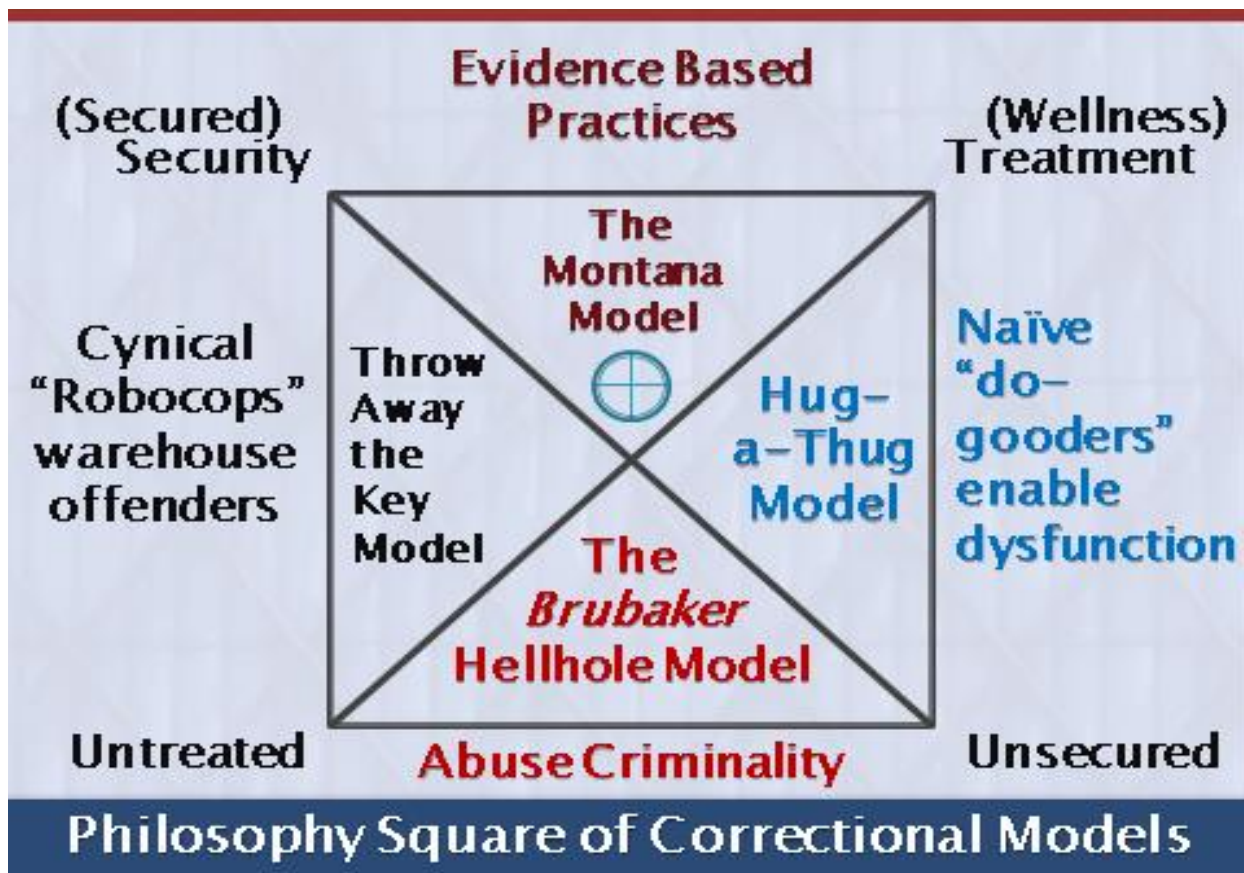 Evidence Based
Practices
(Secured)
Security
(Wellness)
Treatment
The
Montana
Model
Cynical
“Robocops”
warehouse
offenders
Throw
Away
the
Key
Model
Hug-
a-Thug
Model
Naïve
“do-
gooders”
enable
dysfunction
The
Brubaker
Hellhole Model
Untreated
Abuse Criminality
Unsecured
Philosophy Square of Correctional Models